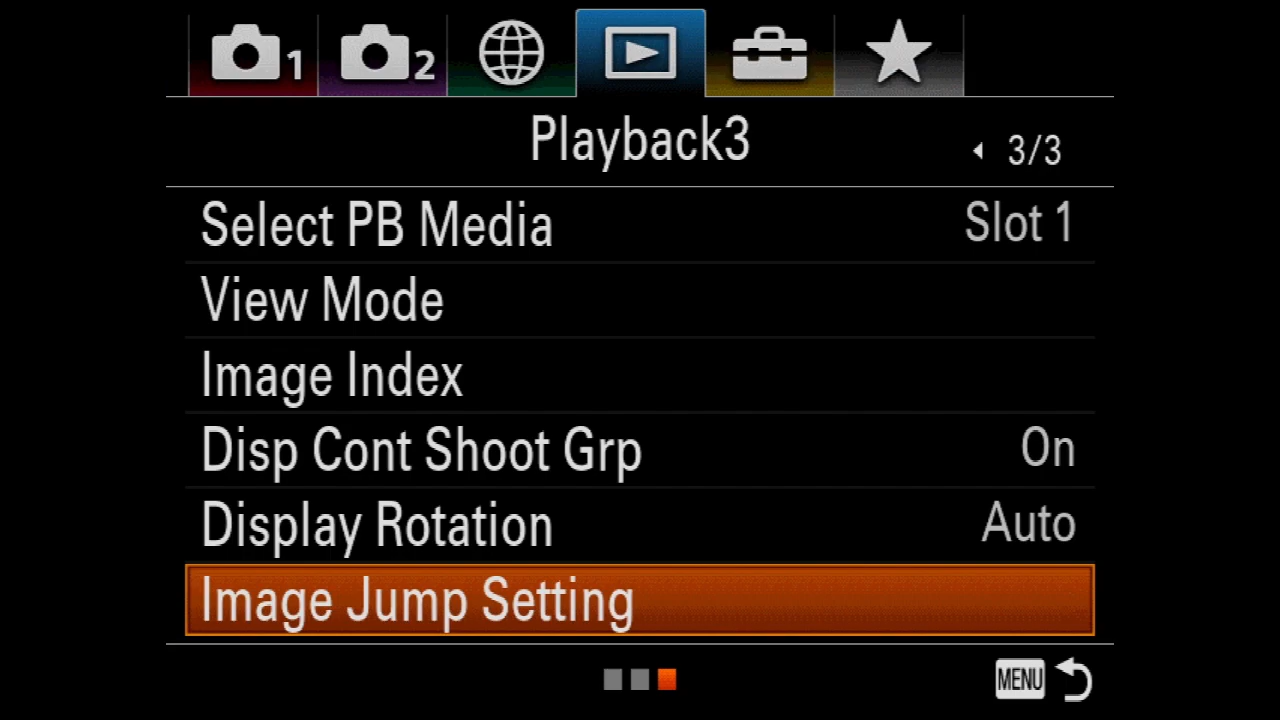 1 2
Playback3
3/3
Select PB Media Slot 1
View Mode
Image Index
Disp Cont Shoot Grp On
Display Rotation Auto
Image Jump Setting
MENU